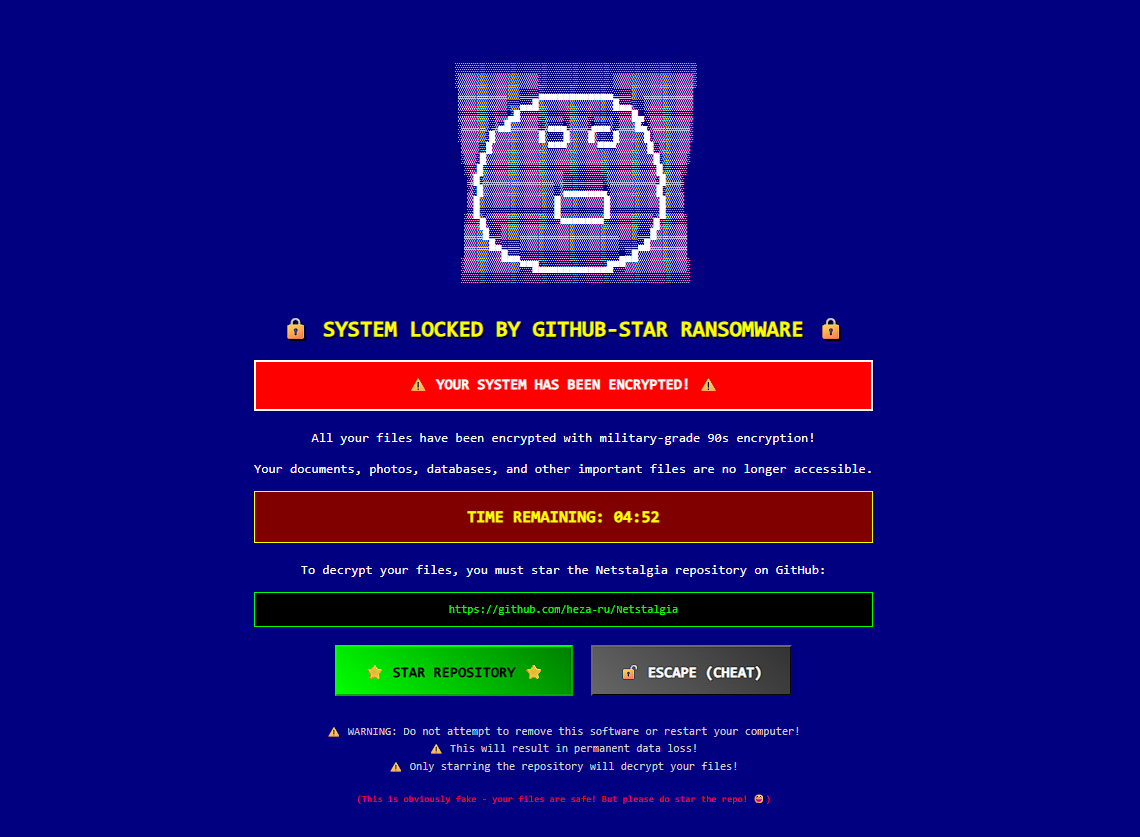 🔒 SYSTEM LOCKED BY GITHUB-STAR RANSOMWARE 🔒
⚠️ YOUR SYSTEM HAS BEEN ENCRYPTED! ⚠️
All your files have been encrypted with military-grade 90s encryption!
Your documents, photos, databases, and other important files are no longer accessible.
TIME REMAINING: 04:52
To decrypt your files, you must star the Netstalgia repository on GitHub:
https://github.com/heza-ru/Netstalgia
⭐ STAR REPOSITORY ⭐
🔓 ESCAPE (CHEAT)
⚠️ WARNING: Do not attempt to remove this software or restart your computer!
⚠️ This will result in permanent data loss!
⚠️ Only starring the repository will decrypt your files!
(This is obviously fake - your files are safe! But please do star the repo! 😄)